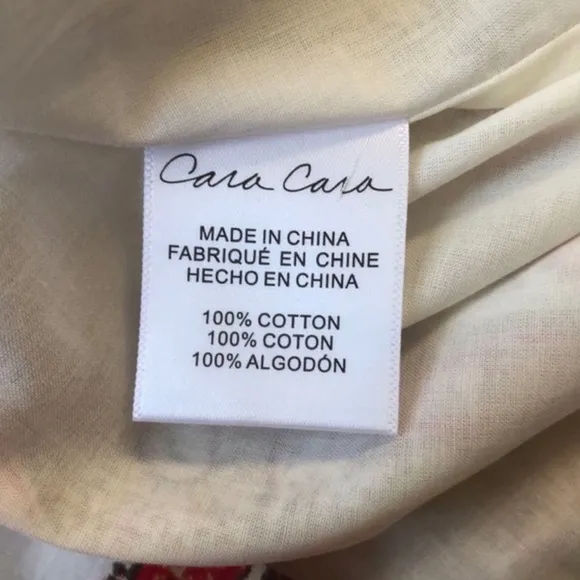 Cara Cara
MADE IN CHINA
FABRIQUÉ EN CHINE
HECHO EN CHINA
100% COTTON
100% COTON
100% ALGODÓN